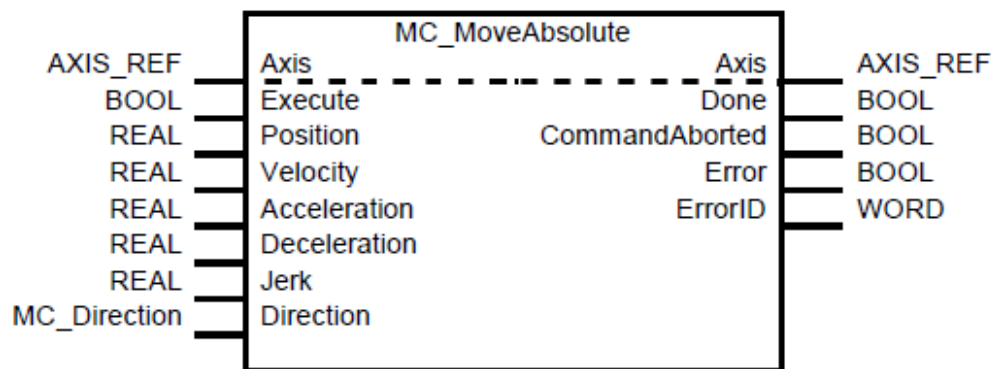 MC_MoveAbsolute
AXIS_REF Axis Axis AXIS_REF
BOOL Execute Done BOOL
REAL Position CommandAborted BOOL
REAL Velocity Error BOOL
REAL Acceleration ErrorID WORD
REAL Deceleration
REAL Jerk
MC_Direction Direction